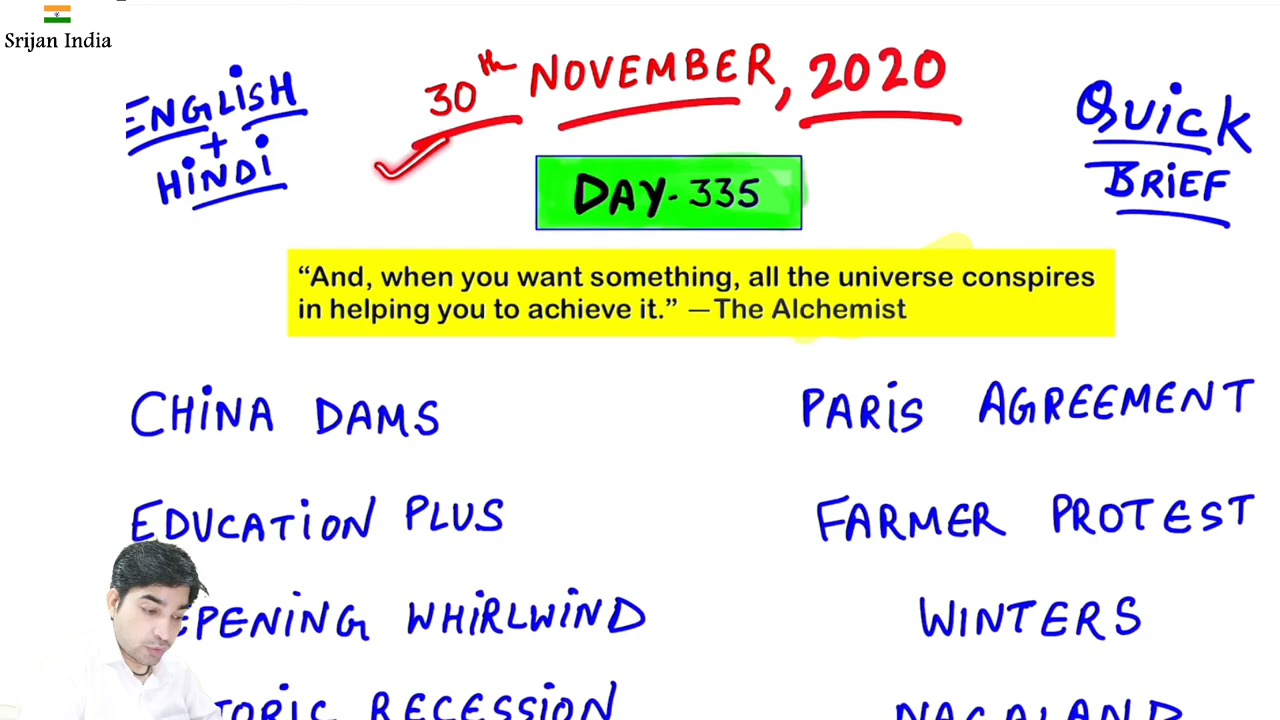 Srijan India
ENGLISH
+
HINDI
30th NOVEMBER, 2020
DAY-335
QUICK
BRIEF
“And, when you want something, all the universe conspires
in helping you to achieve it.” —The Alchemist
CHINA DAMS
PARIS AGREEMENT
EDUCATION PLUS
FARMER PROTEST
WHIRLWIND
WINTERS
RECESSION
NAGALAND